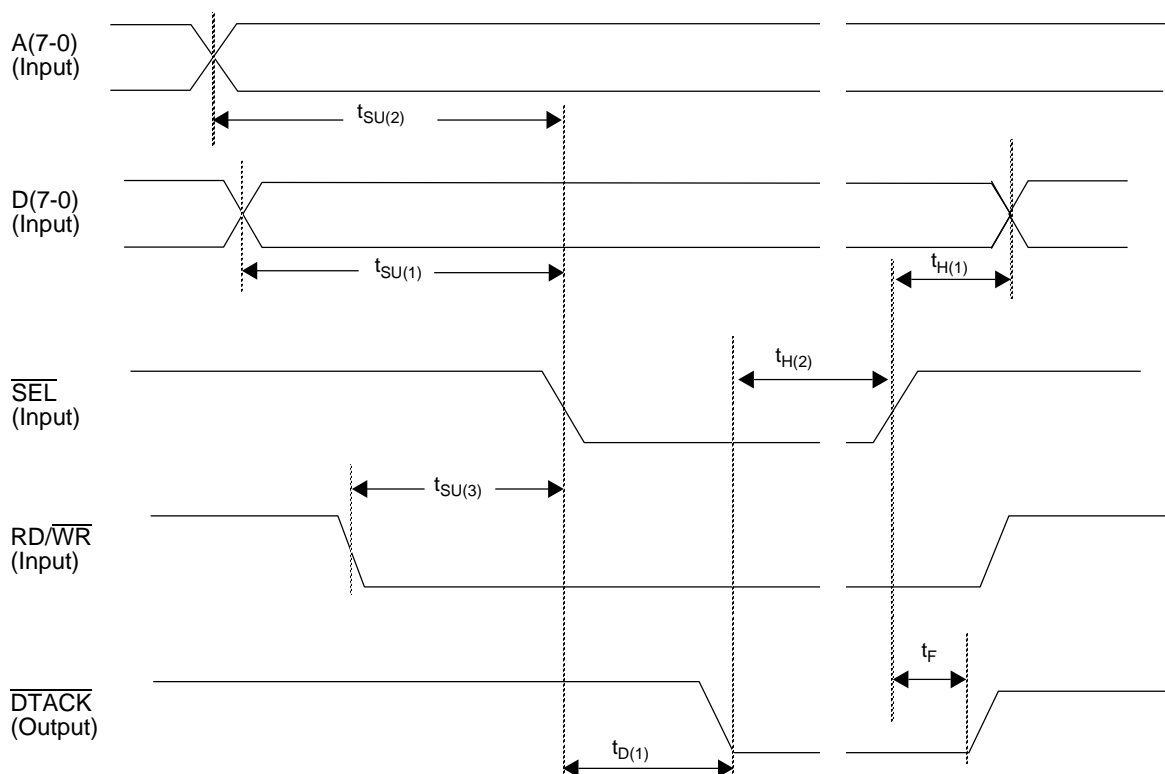 A(7-0)
(Input)
tSU(2)
D(7-0)
(Input)
tSU(1)
tH(1)
SEL
(Input)
tH(2)
tSU(3)
RD/WR
(Input)
tF
DTACK
(Output)
tD(1)